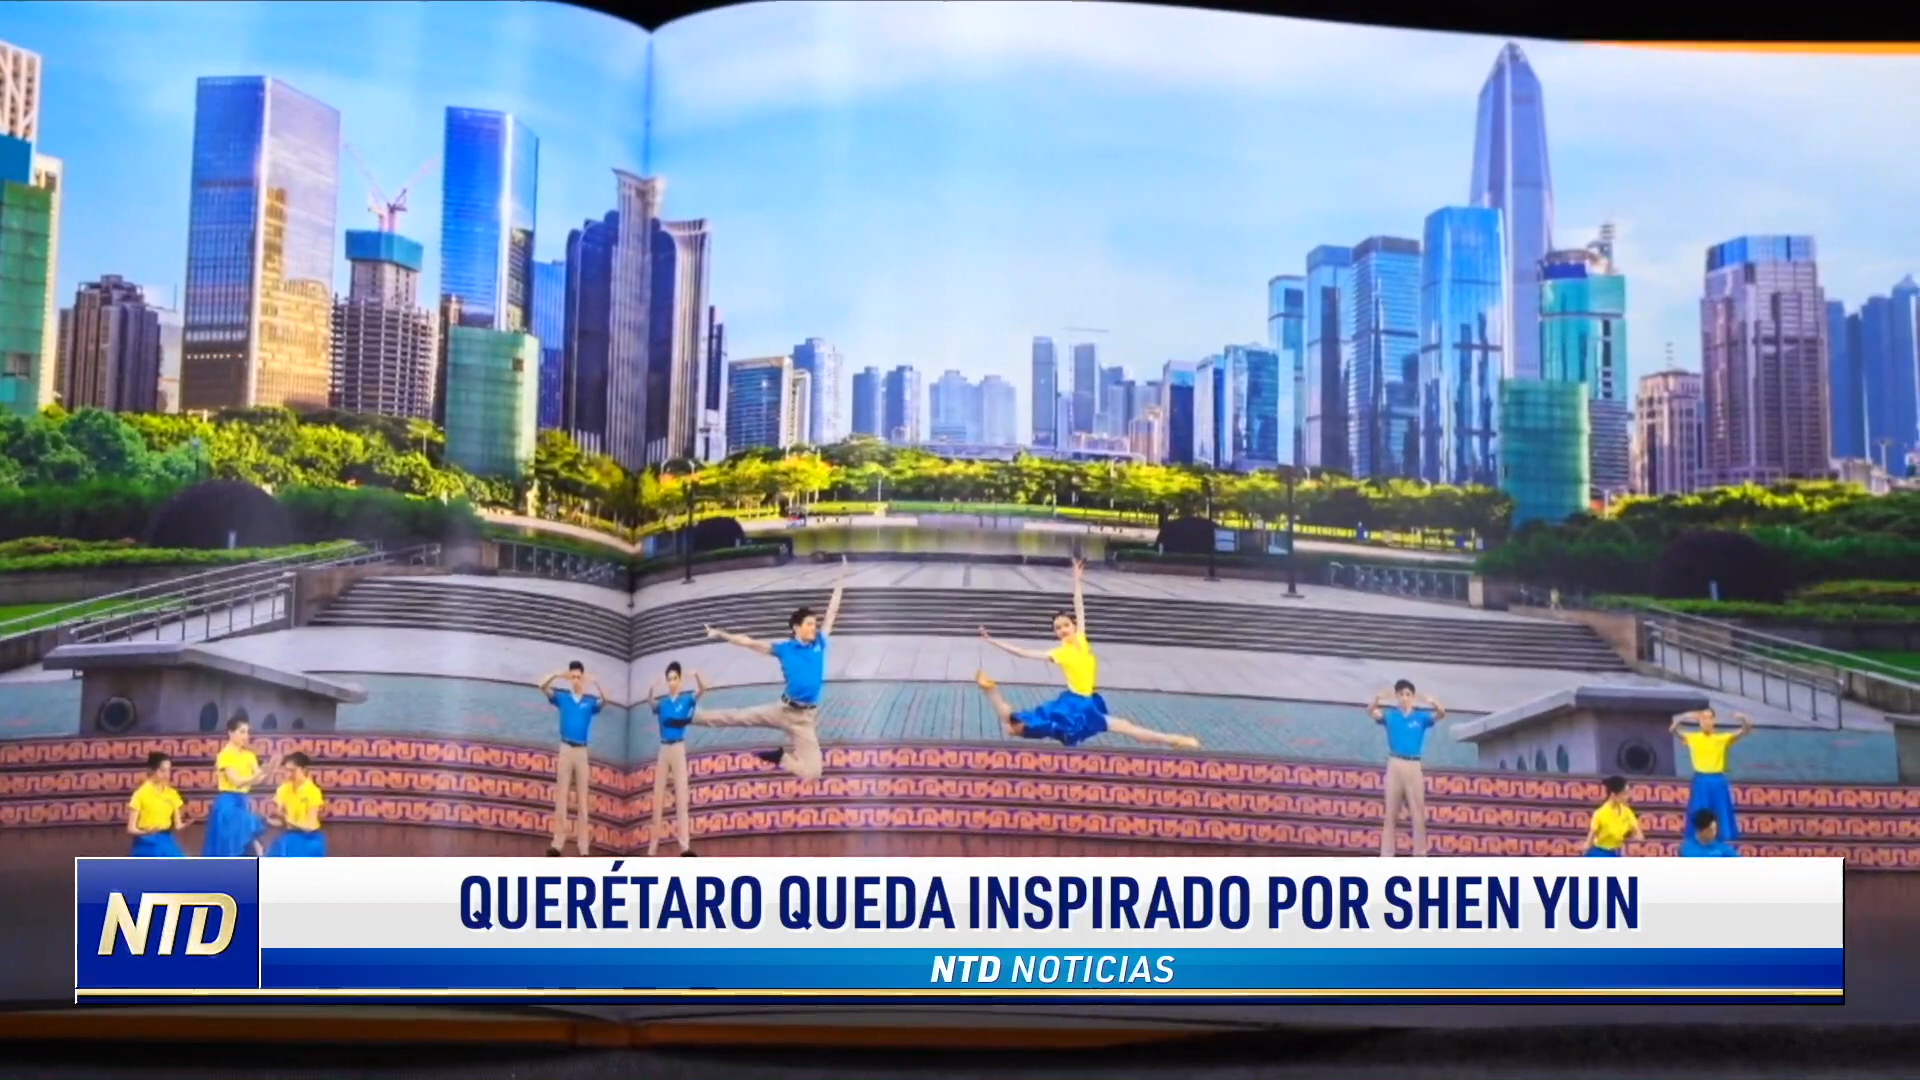 QUERÉTARO QUEDA INSPIRADO POR SHEN YUN
NTD
NTD NOTICIAS